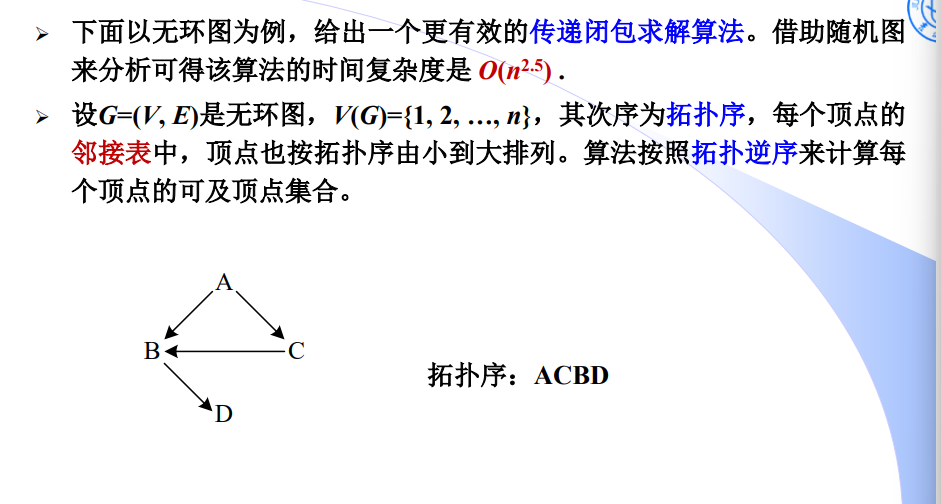 下面以无环图为例，给出一个更有效的传递闭包求解算法。借助随机图
来分析可得该算法的时间复杂度是 O(n2.5) .
设G=(V, E)是无环图，V(G)={1, 2, …, n}，其次序为拓扑序，每个顶点的
邻接表中，顶点也按拓扑序由小到大排列。算法按照拓扑逆序来计算每
个顶点的可及顶点集合。
A
B
C
拓扑序：ACBD
D